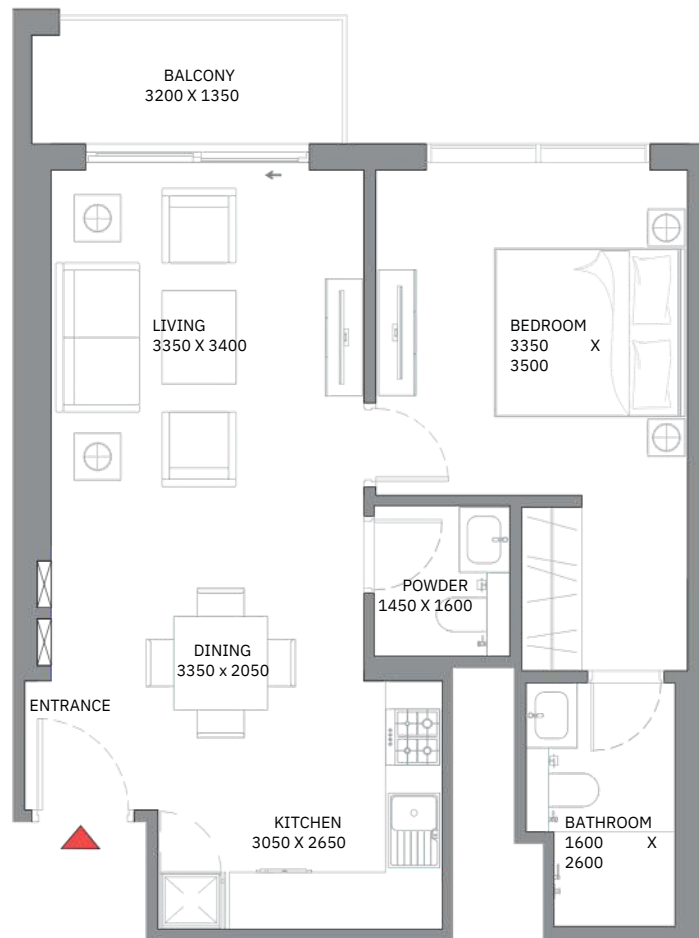 BALCONY
3200 X 1350
LIVING
3350 X 3400
BEDROOM
3350 X
3500
POWDER
1450 X 1600
DINING
3350 x 2050
ENTRANCE
KITCHEN
3050 X 2650
BATHROOM
1600 X
2600